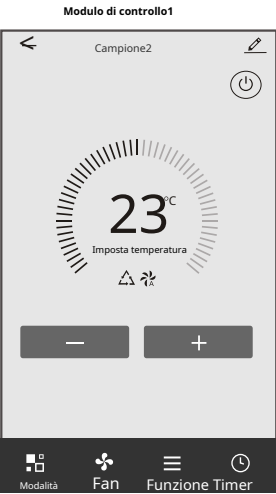 Modulo di controllo1
Campione2
23°C
Imposta temperatura
A
Modalità Fan Funzione Timer